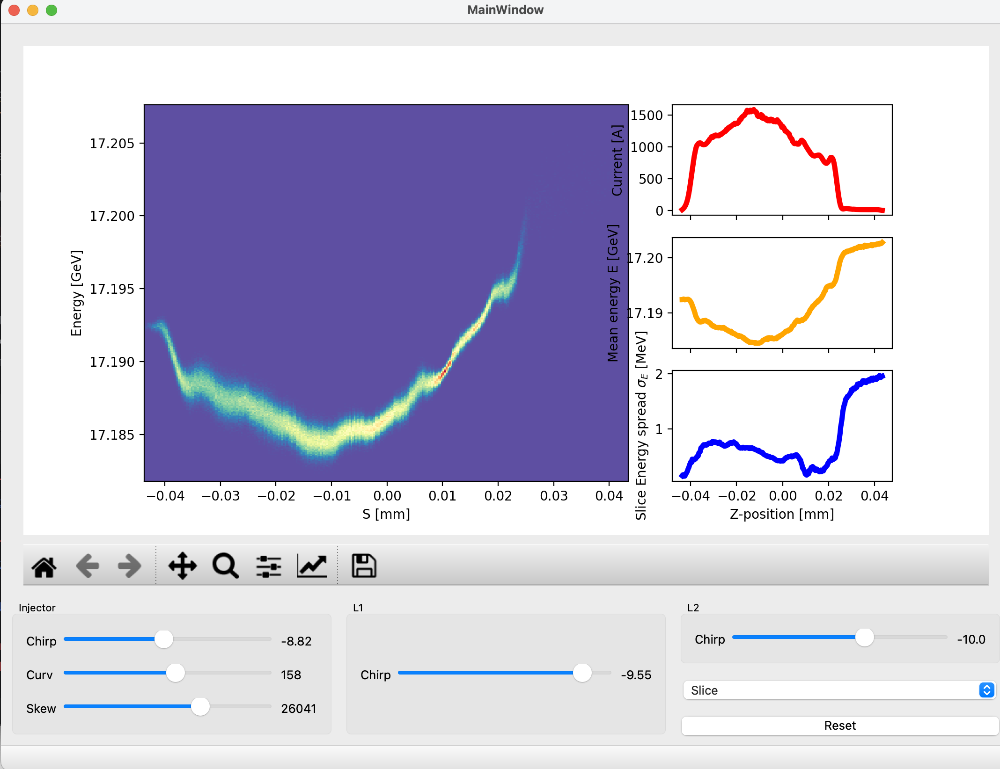 MainWindow
Energy [GeV]
17.205
17.200
17.195
17.190
17.185
−0.04 −0.03 −0.02 −0.01 0.00 0.01 0.02 0.03 0.04
S [mm]
Current [A]
1500
1000
500
0
Mean energy E [GeV]
17.20
17.19
Slice Energy spread σE [MeV]
2
1
−0.04 −0.02 0.00 0.02 0.04
Z-position [mm]
Injector
Chirp -8.82
Curv 158
Skew 26041
L1
Chirp -9.55
L2
Chirp -10.0
Slice
Reset